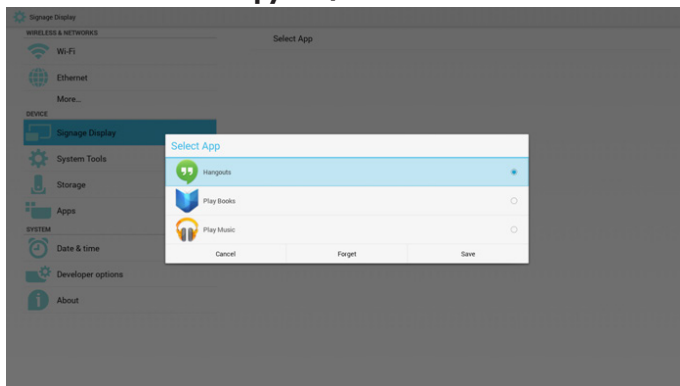 Signage Display
WIRELESS & NETWORKS
Select App
Wi-Fi
Ethernet
More...
DEVICE
Signage Display
System Tools
Storage
Apps
SYSTEM
Date & time
Developer options
About
Select App
Hangouts
Play Books
Play Music
Cancel Forget Save